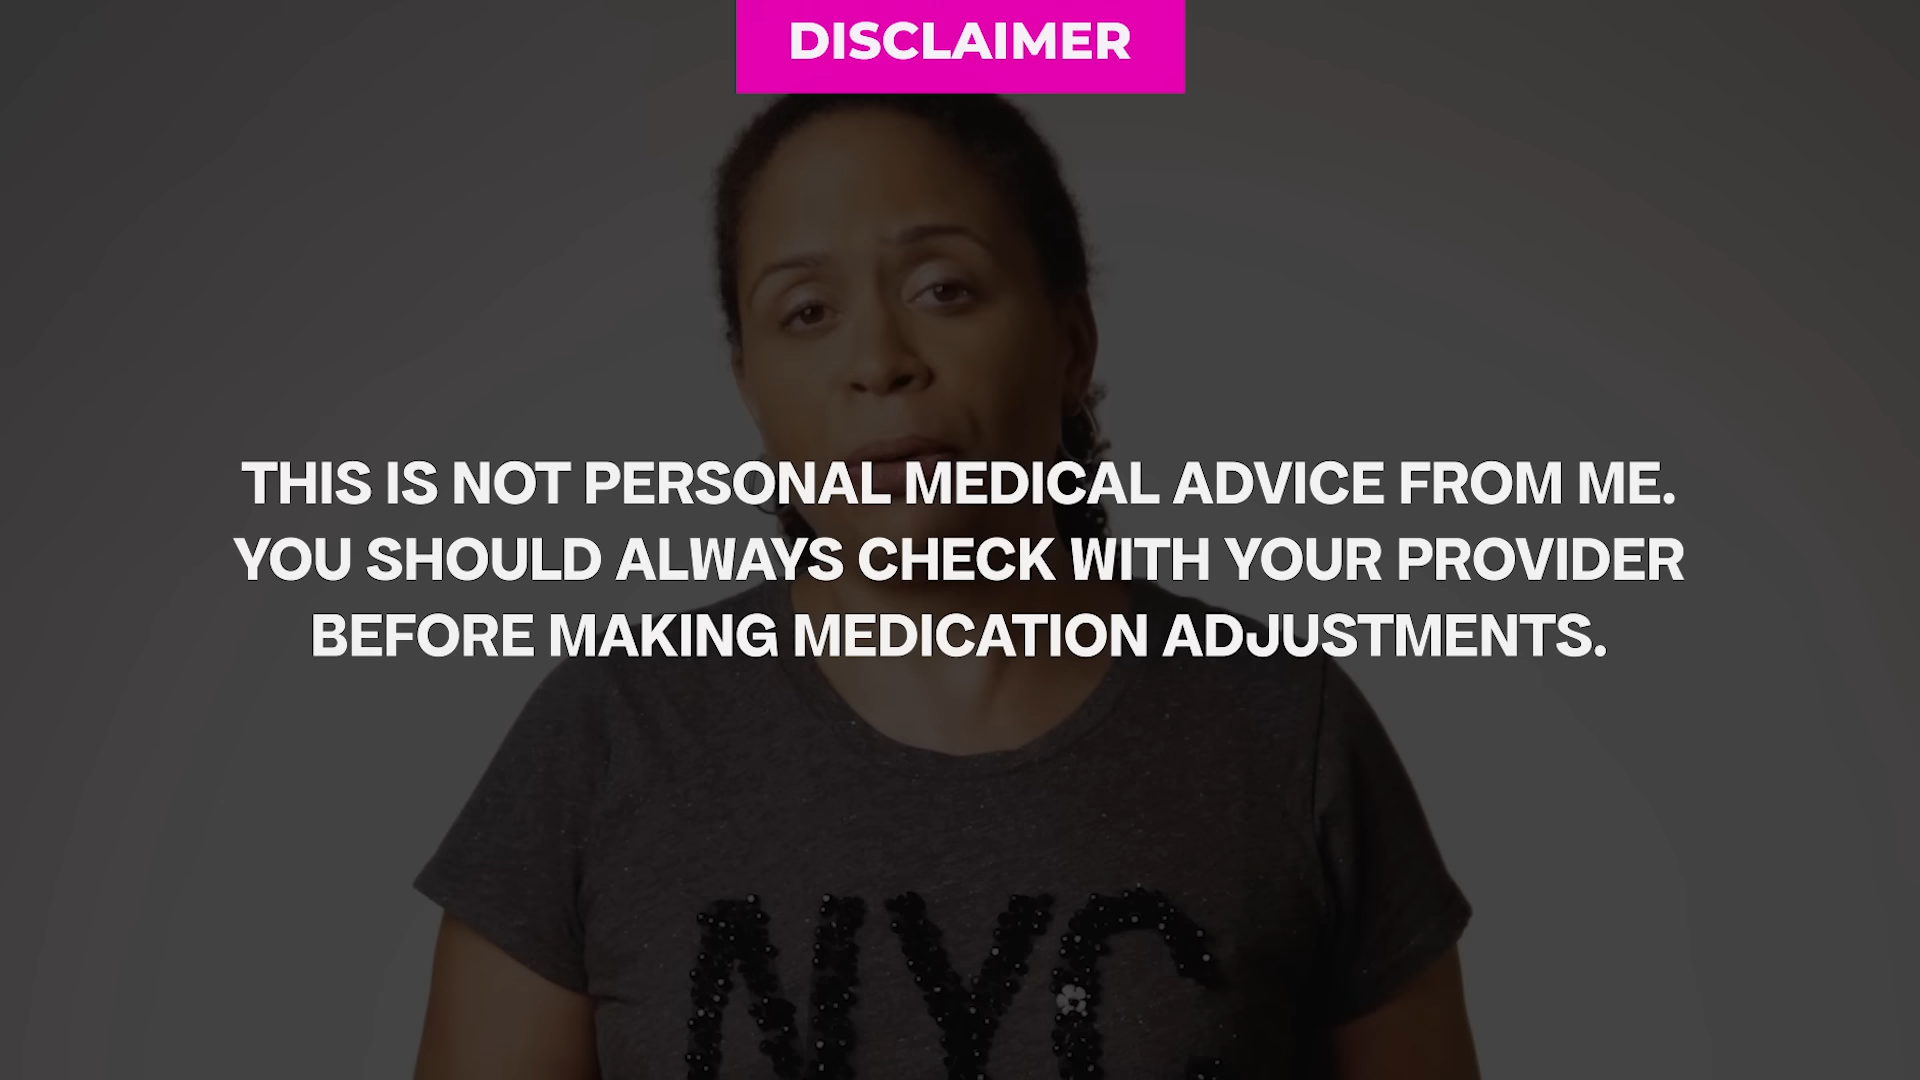 DISCLAIMER
THIS IS NOT PERSONAL MEDICAL ADVICE FROM ME.
YOU SHOULD ALWAYS CHECK WITH YOUR PROVIDER
BEFORE MAKING MEDICATION ADJUSTMENTS.
NYC